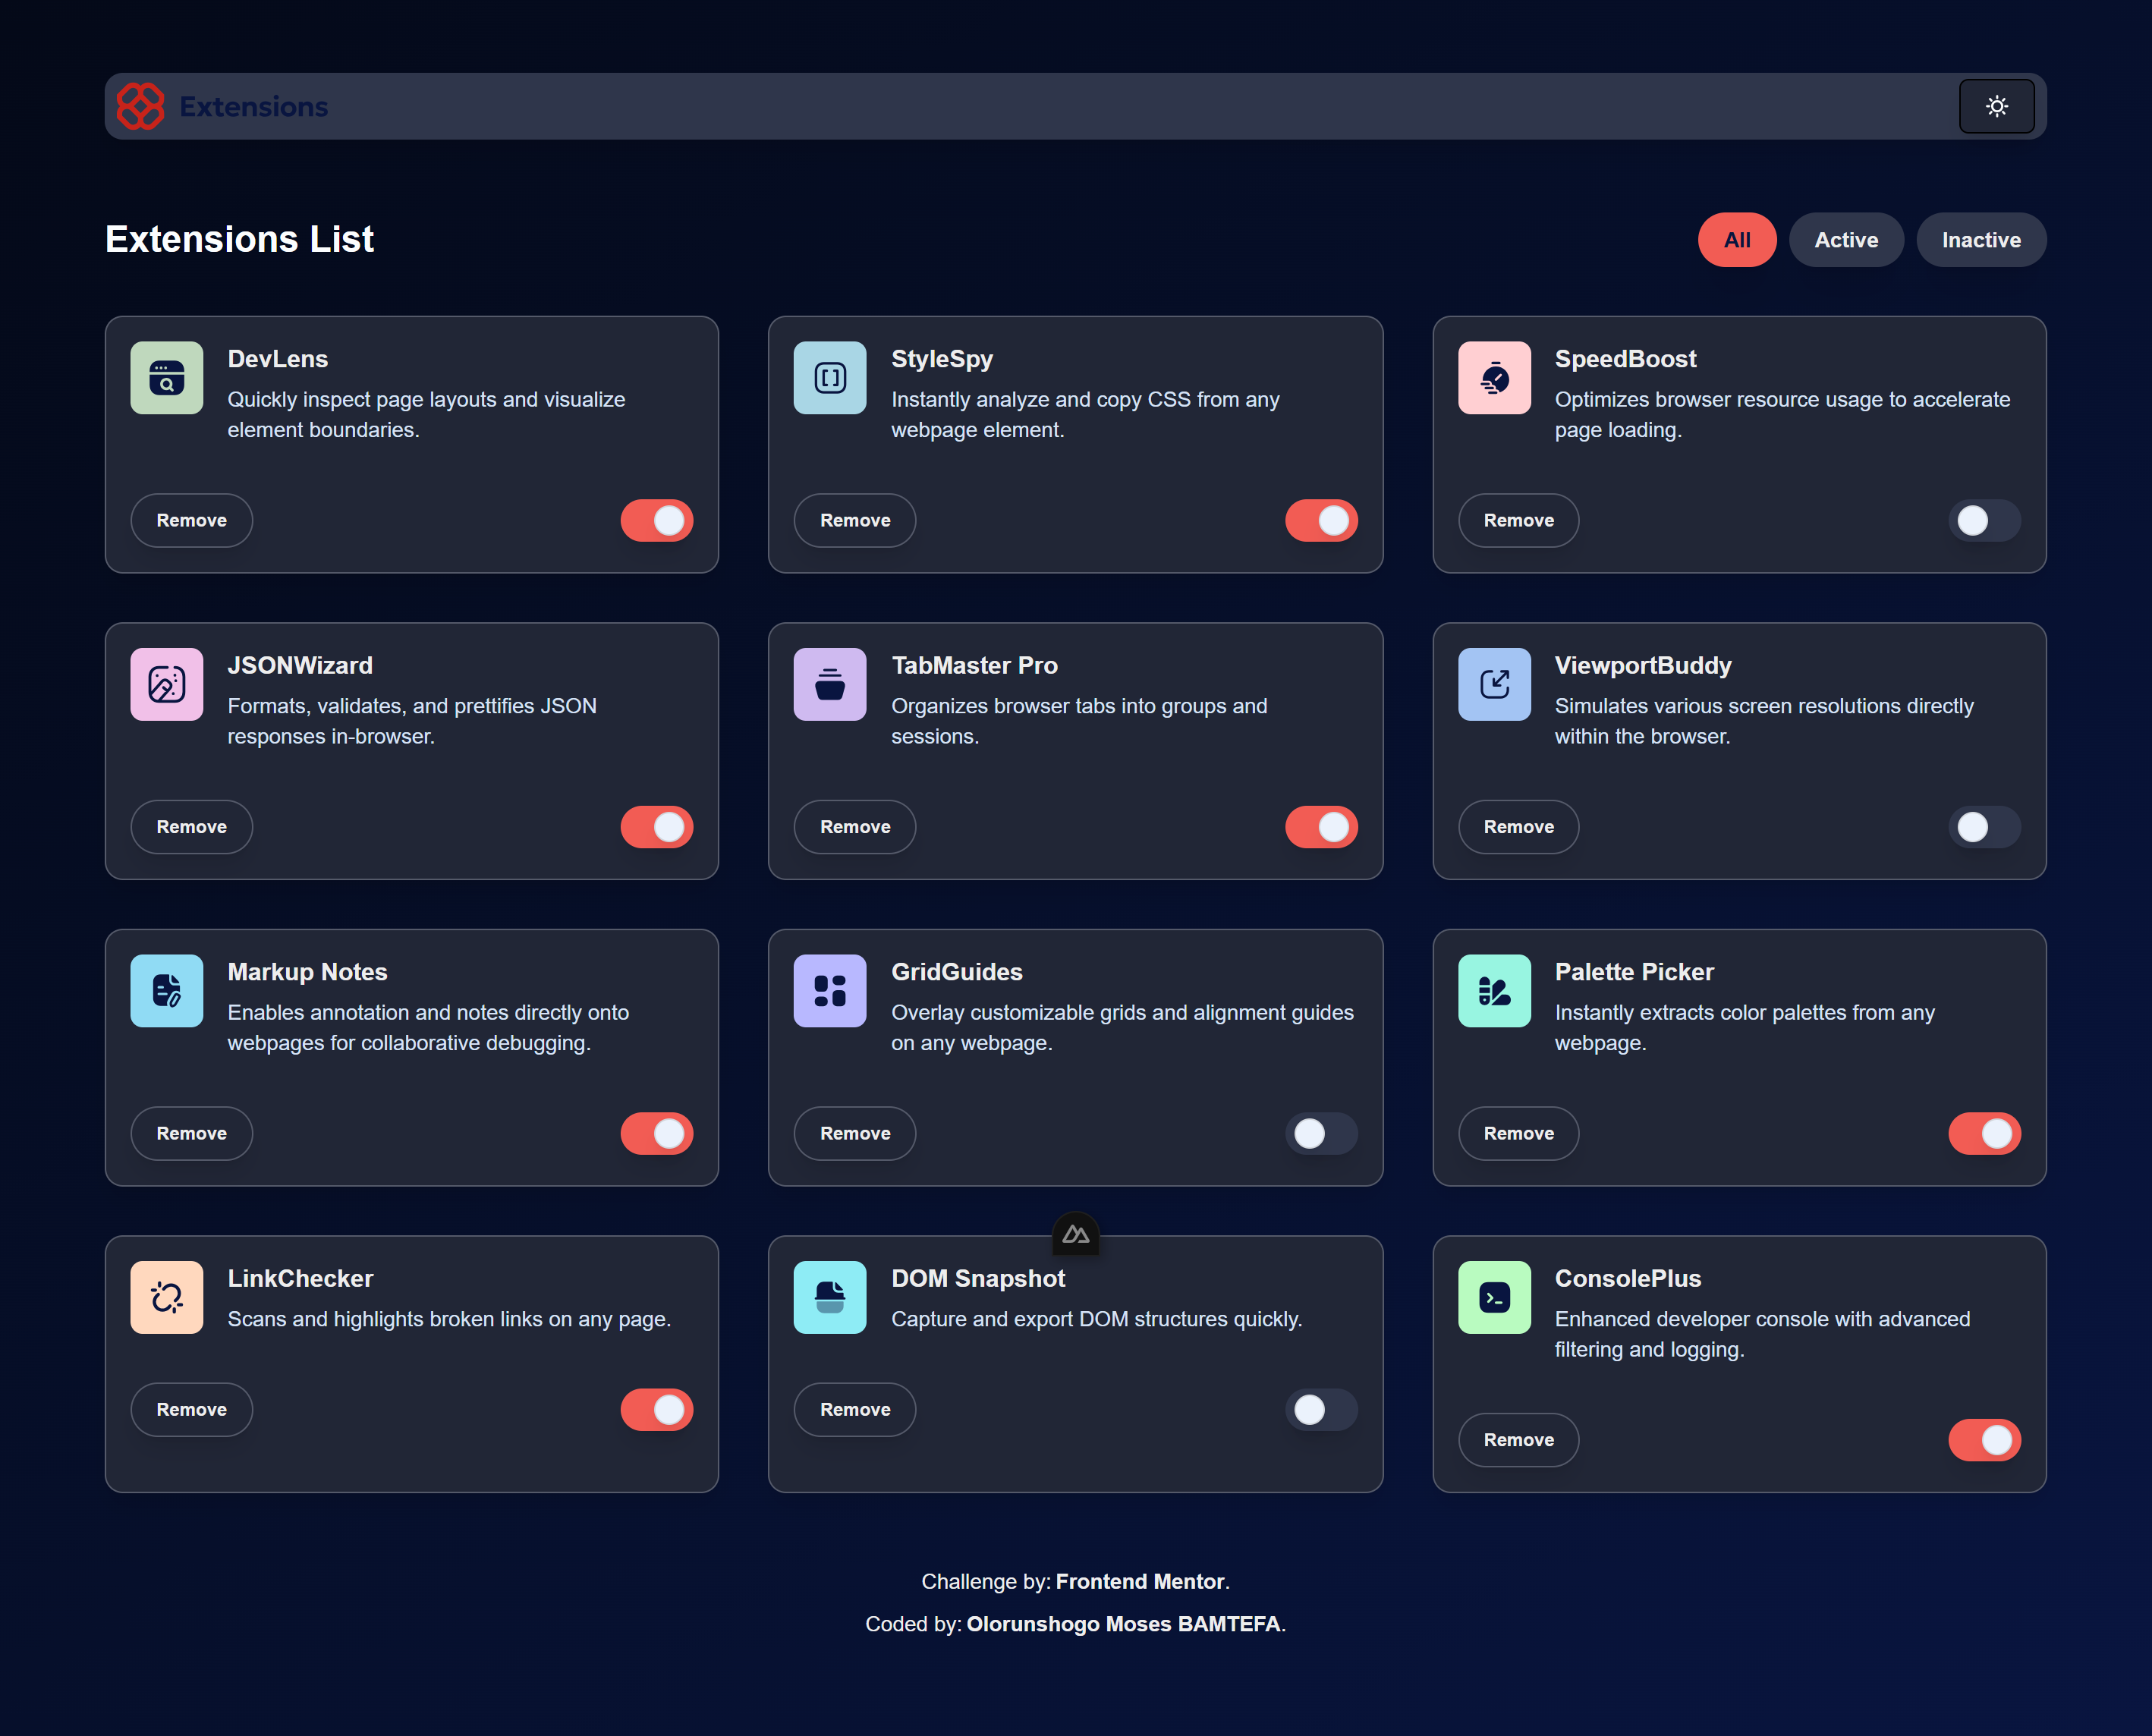 Extensions
Extensions List
All
Active
Inactive
DevLens
Quickly inspect page layouts and visualize
element boundaries.
Remove
StyleSpy
Instantly analyze and copy CSS from any
webpage element.
Remove
SpeedBoost
Optimizes browser resource usage to accelerate
page loading.
Remove
JSONWizard
Formats, validates, and prettifies JSON
responses in-browser.
Remove
TabMaster Pro
Organizes browser tabs into groups and
sessions.
Remove
ViewportBuddy
Simulates various screen resolutions directly
within the browser.
Remove
Markup Notes
Enables annotation and notes directly onto
webpages for collaborative debugging.
Remove
GridGuides
Overlay customizable grids and alignment guides
on any webpage.
Remove
Palette Picker
Instantly extracts color palettes from any
webpage.
Remove
LinkChecker
Scans and highlights broken links on any page.
Remove
DOM Snapshot
Capture and export DOM structures quickly.
Remove
ConsolePlus
Enhanced developer console with advanced
filtering and logging.
Remove
Challenge by: Frontend Mentor.
Coded by: Olorunshogo Moses BAMTEFA.